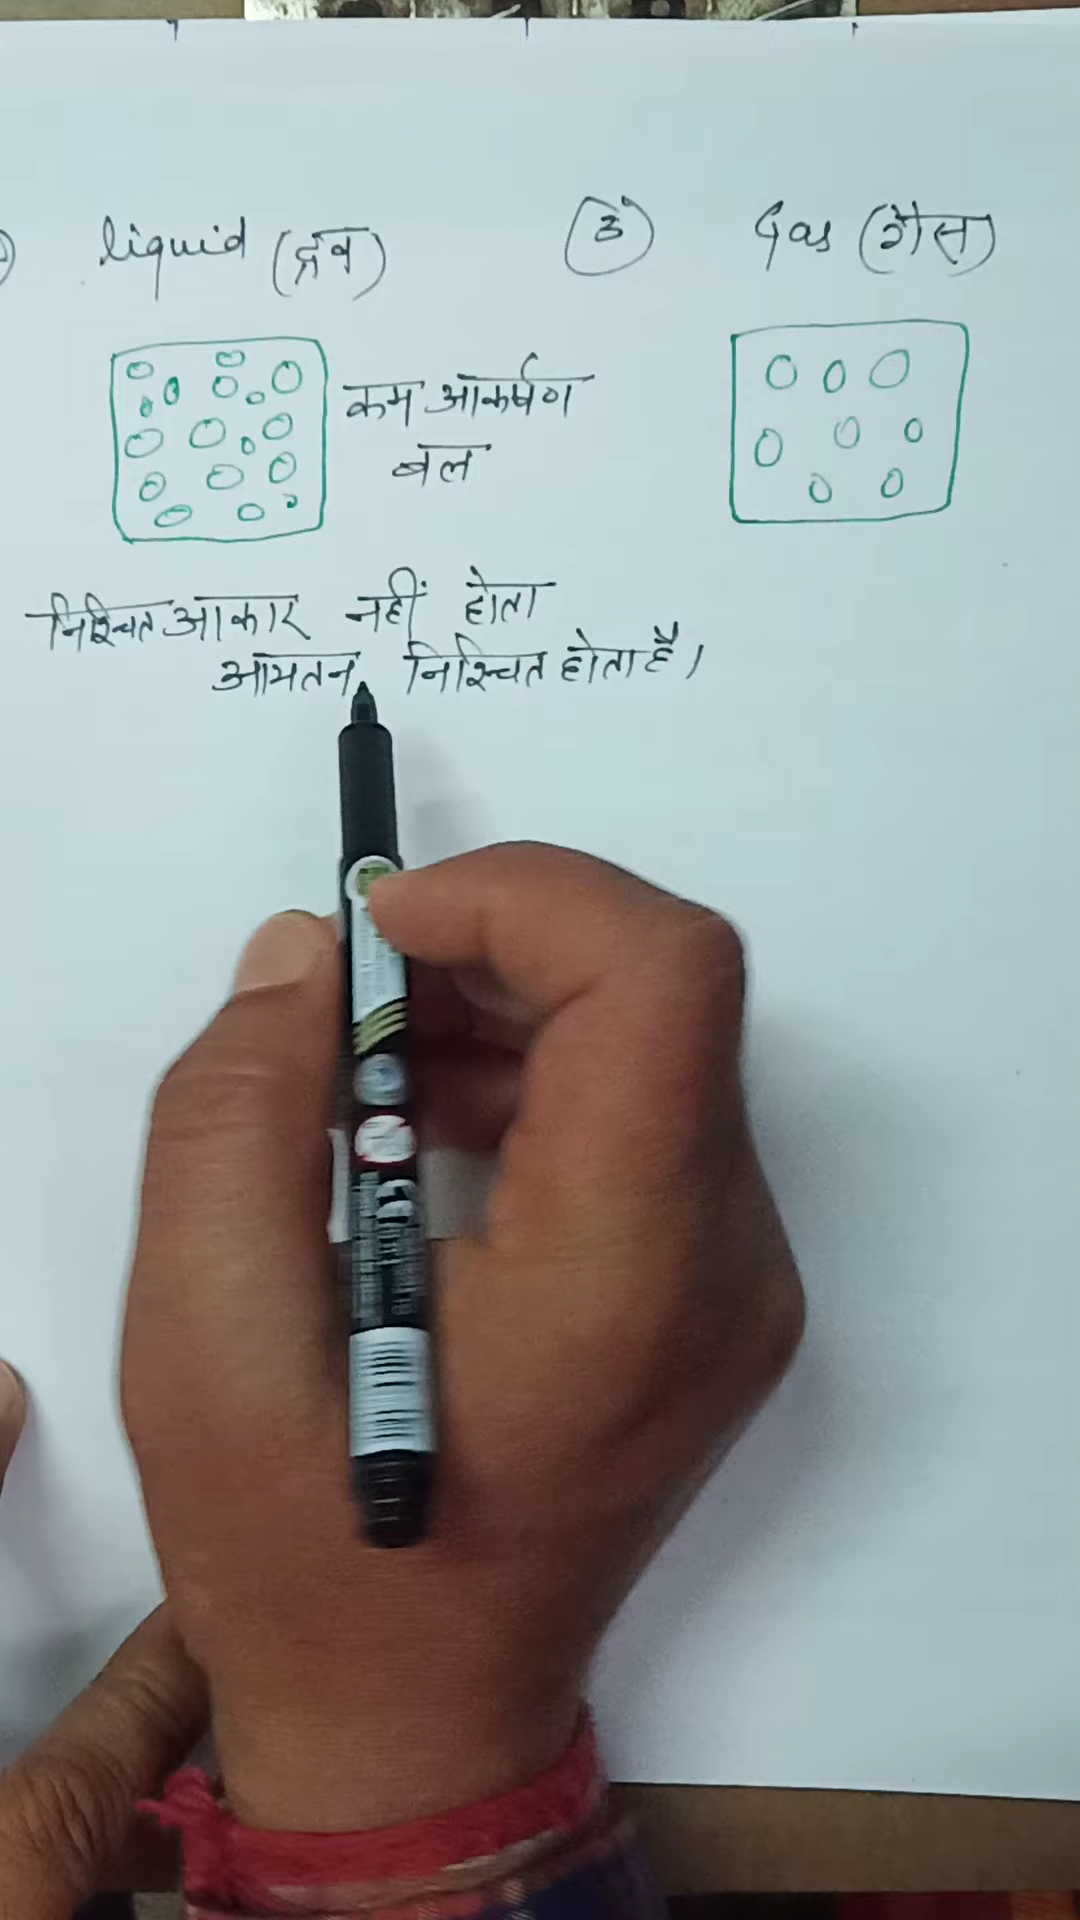 liquid (द्रव)
कम आकर्षण
बल
निश्चित आकार नहीं होता
आयतन निश्चित होता है।
3
Gas (गैस)